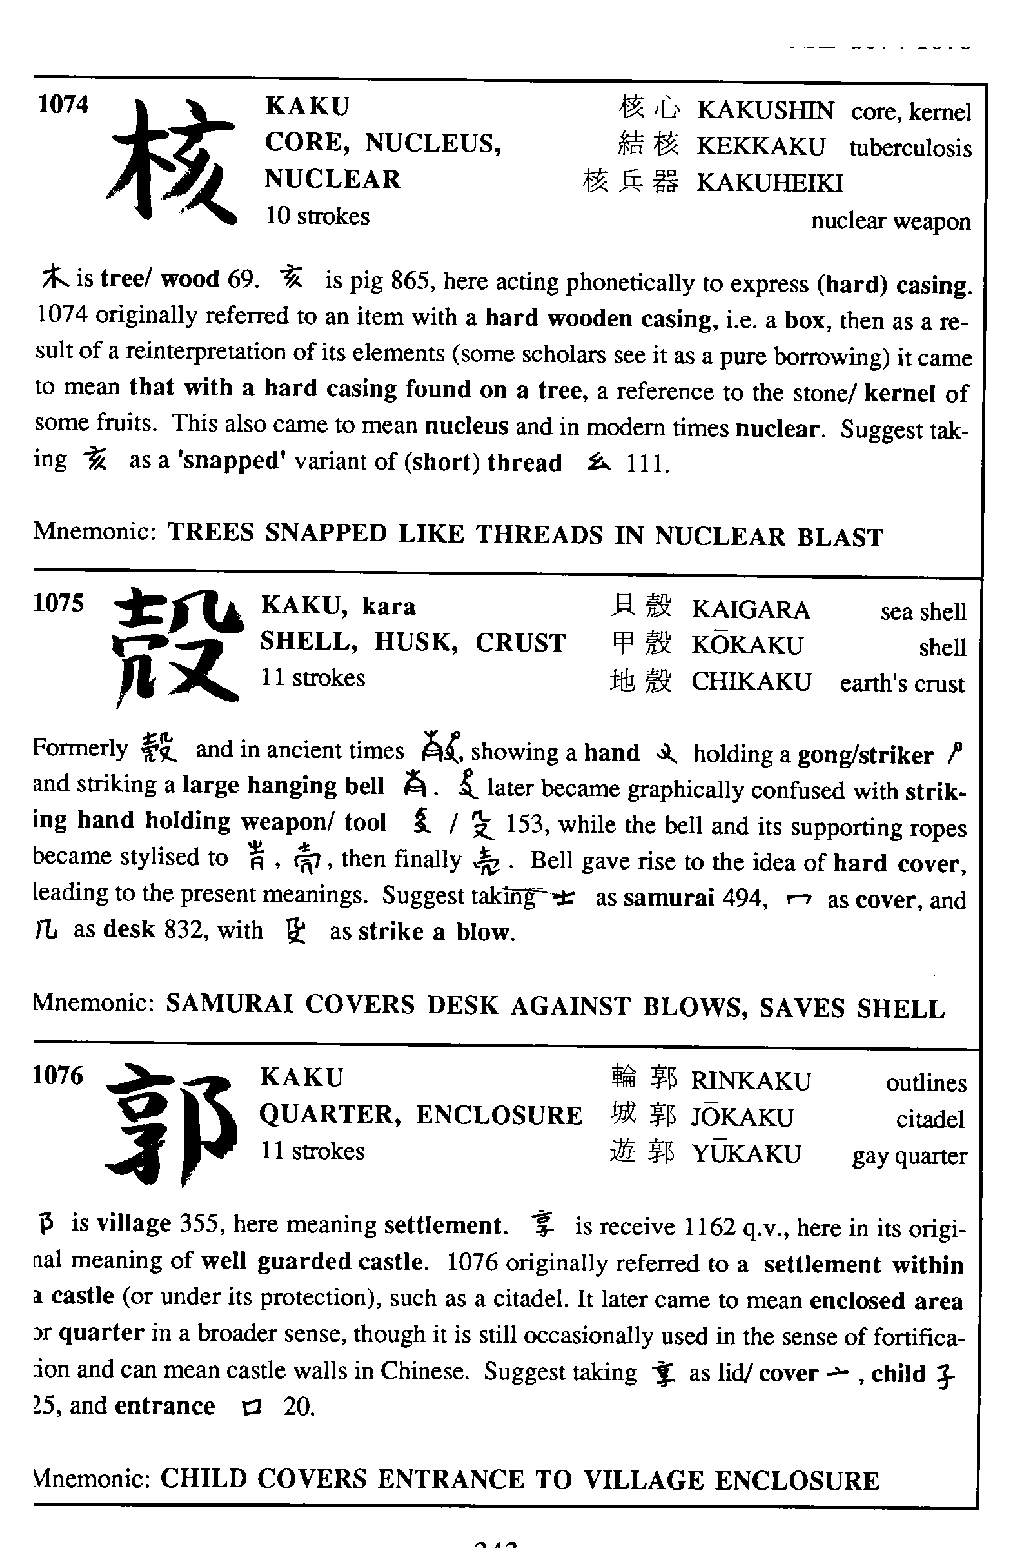 1074 核 KAKU 核心 KAKUSHIN core, kernel
CORE, NUCLEUS, 結核 KEKKAKU tuberculosis
NUCLEAR 核兵器 KAKUHEIKI
10 strokes nuclear weapon
木 is tree/ wood 69. 亥 is pig 865, here acting phonetically to express (hard) casing.
1074 originally referred to an item with a hard wooden casing, i.e. a box, then as a re-
sult of a reinterpretation of its elements (some scholars see it as a pure borrowing) it came
to mean that with a hard casing found on a tree, a reference to the stone/ kernel of
some fruits. This also came to mean nucleus and in modern times nuclear. Suggest tak-
ing 亥 as a 'snapped' variant of (short) thread 幺 111.
Mnemonic: TREES SNAPPED LIKE THREADS IN NUCLEAR BLAST
1075 殻 KAKU, kara 貝殻 KAIGARA sea shell
SHELL, HUSK, CRUST 甲殻 KŌKAKU shell
11 strokes 地殻 CHIKAKU earth's crust
Formerly 殼 and in ancient times , showing a hand holding a gong/striker
and striking a large hanging bell . later became graphically confused with strik-
ing hand holding weapon/ tool / 殳 153, while the bell and its supporting ropes
became stylised to , , then finally . Bell gave rise to the idea of hard cover,
leading to the present meanings. Suggest taking 士 as samurai 494, 冖 as cover, and
几 as desk 832, with 殳 as strike a blow.
Mnemonic: SAMURAI COVERS DESK AGAINST BLOWS, SAVES SHELL
1076 郭 KAKU 輪郭 RINKAKU outlines
QUARTER, ENCLOSURE 城郭 JŌKAKU citadel
11 strokes 遊郭 YŪKAKU gay quarter
阝 is village 355, here meaning settlement. 享 is receive 1162 q.v., here in its origi-
nal meaning of well guarded castle. 1076 originally referred to a settlement within
a castle (or under its protection), such as a citadel. It later came to mean enclosed area
or quarter in a broader sense, though it is still occasionally used in the sense of fortifica-
tion and can mean castle walls in Chinese. Suggest taking 享 as lid/ cover 亠 , child 子
25, and entrance 口 20.
Mnemonic: CHILD COVERS ENTRANCE TO VILLAGE ENCLOSURE